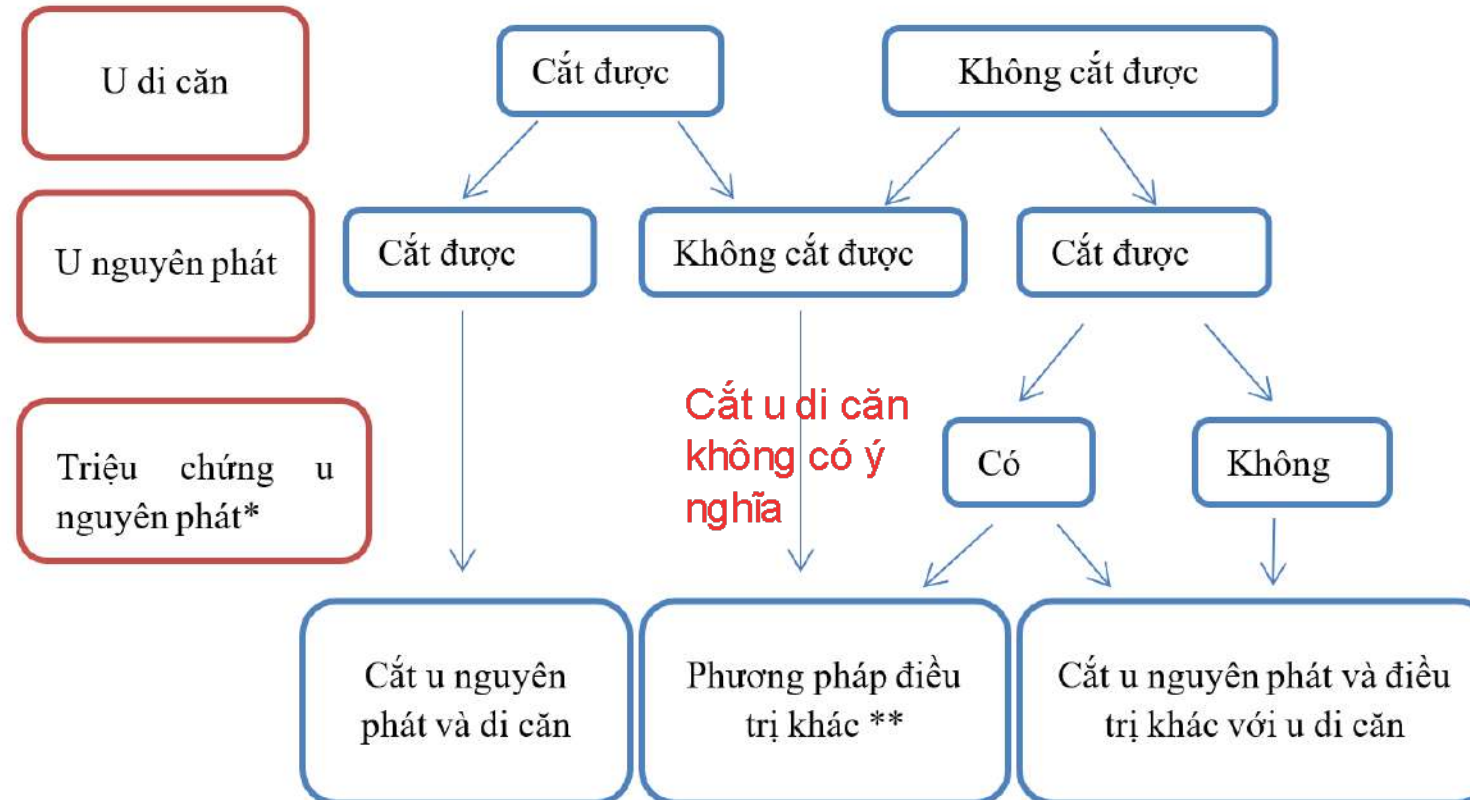 U di căn
Cắt được
Không cắt được
U nguyên phát
Cắt được
Không cắt được
Cắt được
Triệu chứng u
nguyên phát*
Cắt u di căn
không có ý
nghĩa
Có
Không
Cắt u nguyên
phát và di căn
Phương pháp điều
trị khác **
Cắt u nguyên phát và điều
trị khác với u di căn